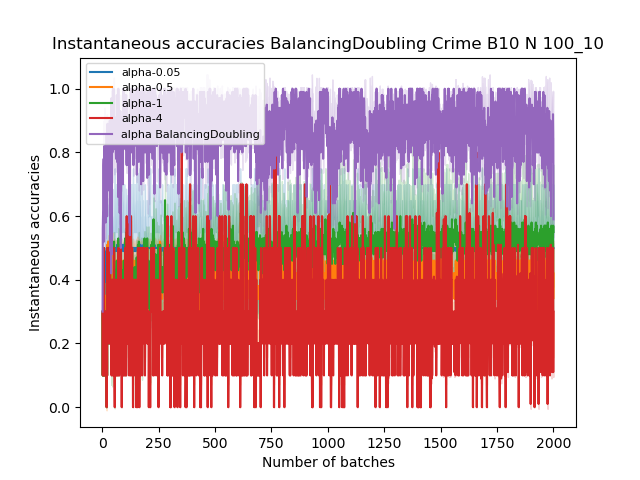 Instantaneous accuracies BalancingDoubling Crime B10 N 100_10
alpha-0.05
alpha-0.5
alpha-1
alpha-4
alpha BalancingDoubling
1.0
0.8
0.6
0.4
0.2
0.0
Instantaneous accuracies
0 250 500 750 1000 1250 1500 1750 2000
Number of batches